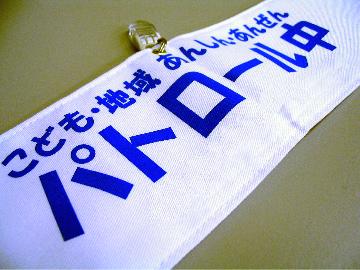 こども・地域 あんしん・あんぜん
パトロール中